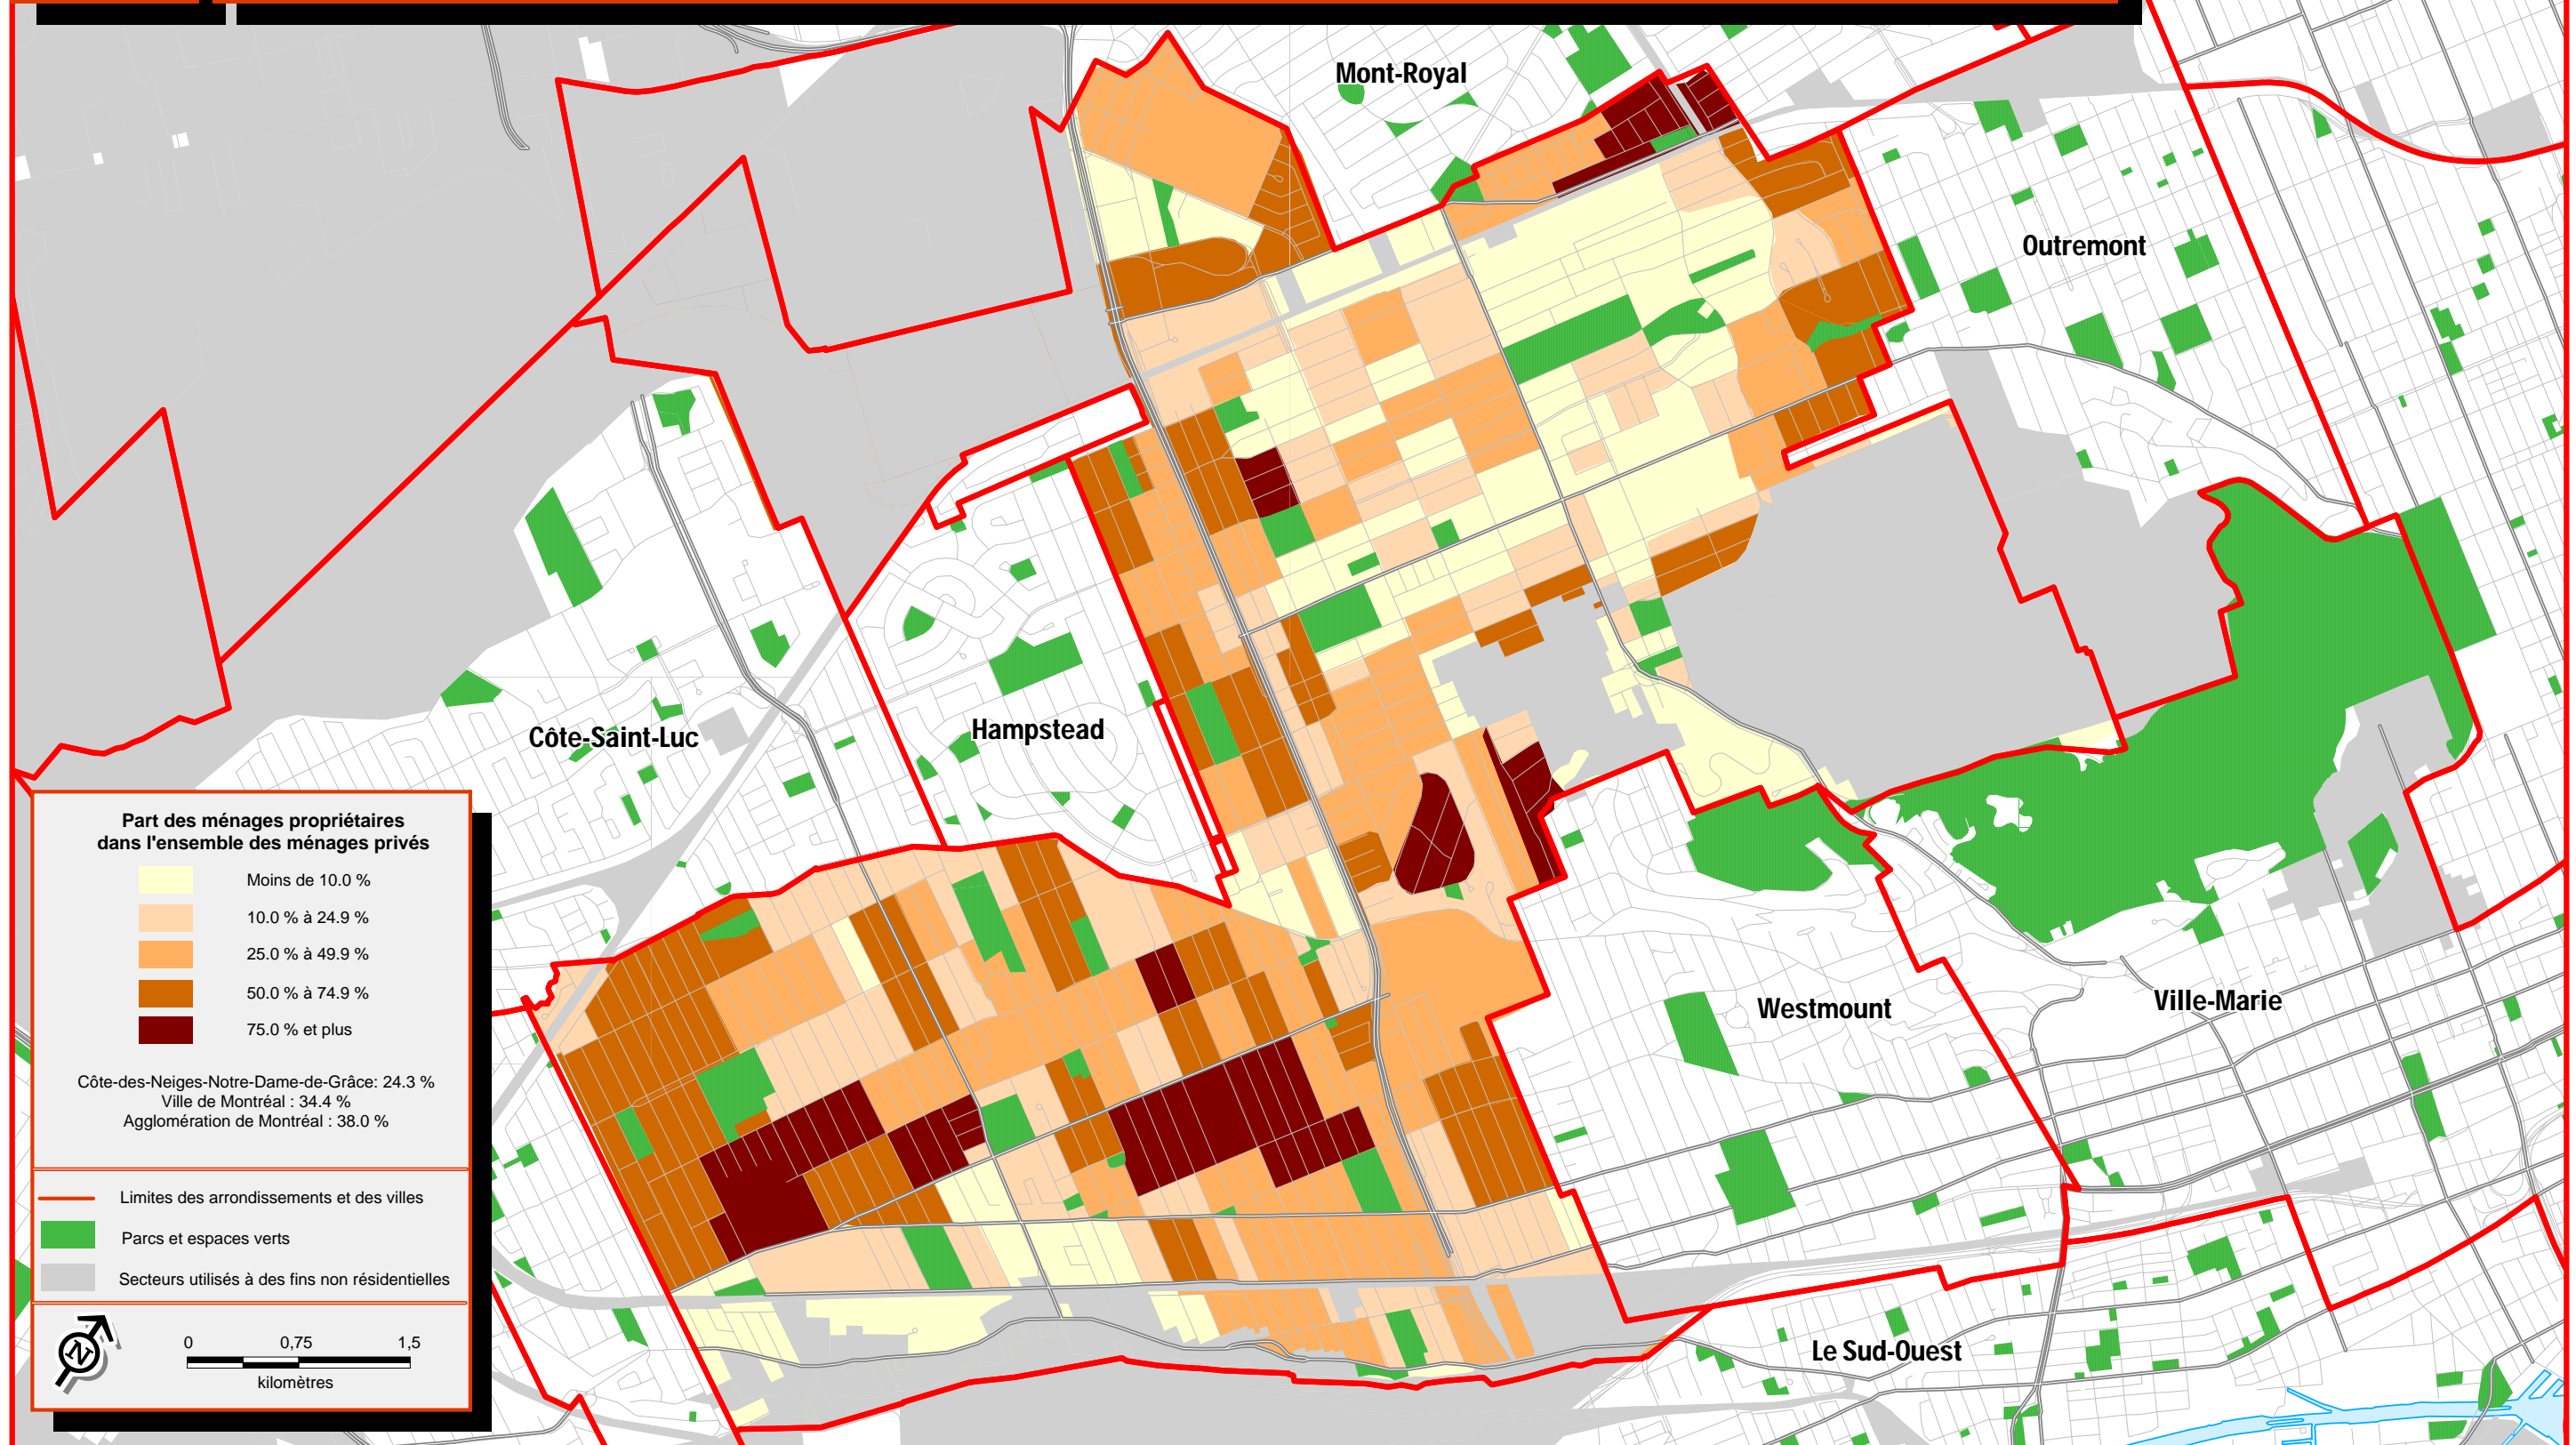 Mont-Royal
Outremont
Côte-Saint-Luc
Hampstead
Westmount
Ville-Marie
Le Sud-Ouest
Part des ménages propriétaires
dans l'ensemble des ménages privés
Moins de 10.0 %
10.0 % à 24.9 %
25.0 % à 49.9 %
50.0 % à 74.9 %
75.0 % et plus
Côte-des-Neiges-Notre-Dame-de-Grâce: 24.3 %
Ville de Montréal : 34.4 %
Agglomération de Montréal : 38.0 %
Limites des arrondissements et des villes
Parcs et espaces verts
Secteurs utilisés à des fins non résidentielles
N
0 0,75 1,5
kilomètres